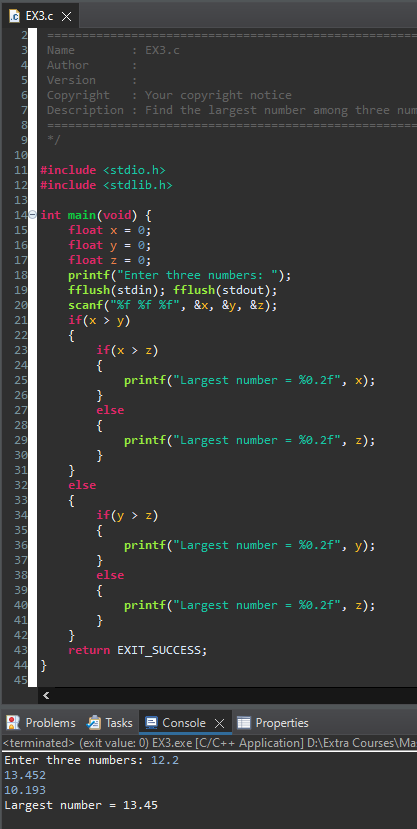 EX3.c
2 =====================================================
3 Name : EX3.c
4 Author :
5 Version :
6 Copyright : Your copyright notice
7 Description : Find the largest number among three num
8 =====================================================
9 */
10
11 #include <stdio.h>
12 #include <stdlib.h>
13
14 int main(void) {
15 float x = 0;
16 float y = 0;
17 float z = 0;
18 printf("Enter three numbers: ");
19 fflush(stdin); fflush(stdout);
20 scanf("%f %f %f", &x, &y, &z);
21 if(x > y)
22 {
23 if(x > z)
24 {
25 printf("Largest number = %0.2f", x);
26 }
27 else
28 {
29 printf("Largest number = %0.2f", z);
30 }
31 }
32 else
33 {
34 if(y > z)
35 {
36 printf("Largest number = %0.2f", y);
37 }
38 else
39 {
40 printf("Largest number = %0.2f", z);
41 }
42 }
43 return EXIT_SUCCESS;
44 }
45
Problems Tasks Console Properties
<terminated> (exit value: 0) EX3.exe [C/C++ Application] D:\Extra Courses\Ma
Enter three numbers: 12.2
13.452
10.193
Largest number = 13.45